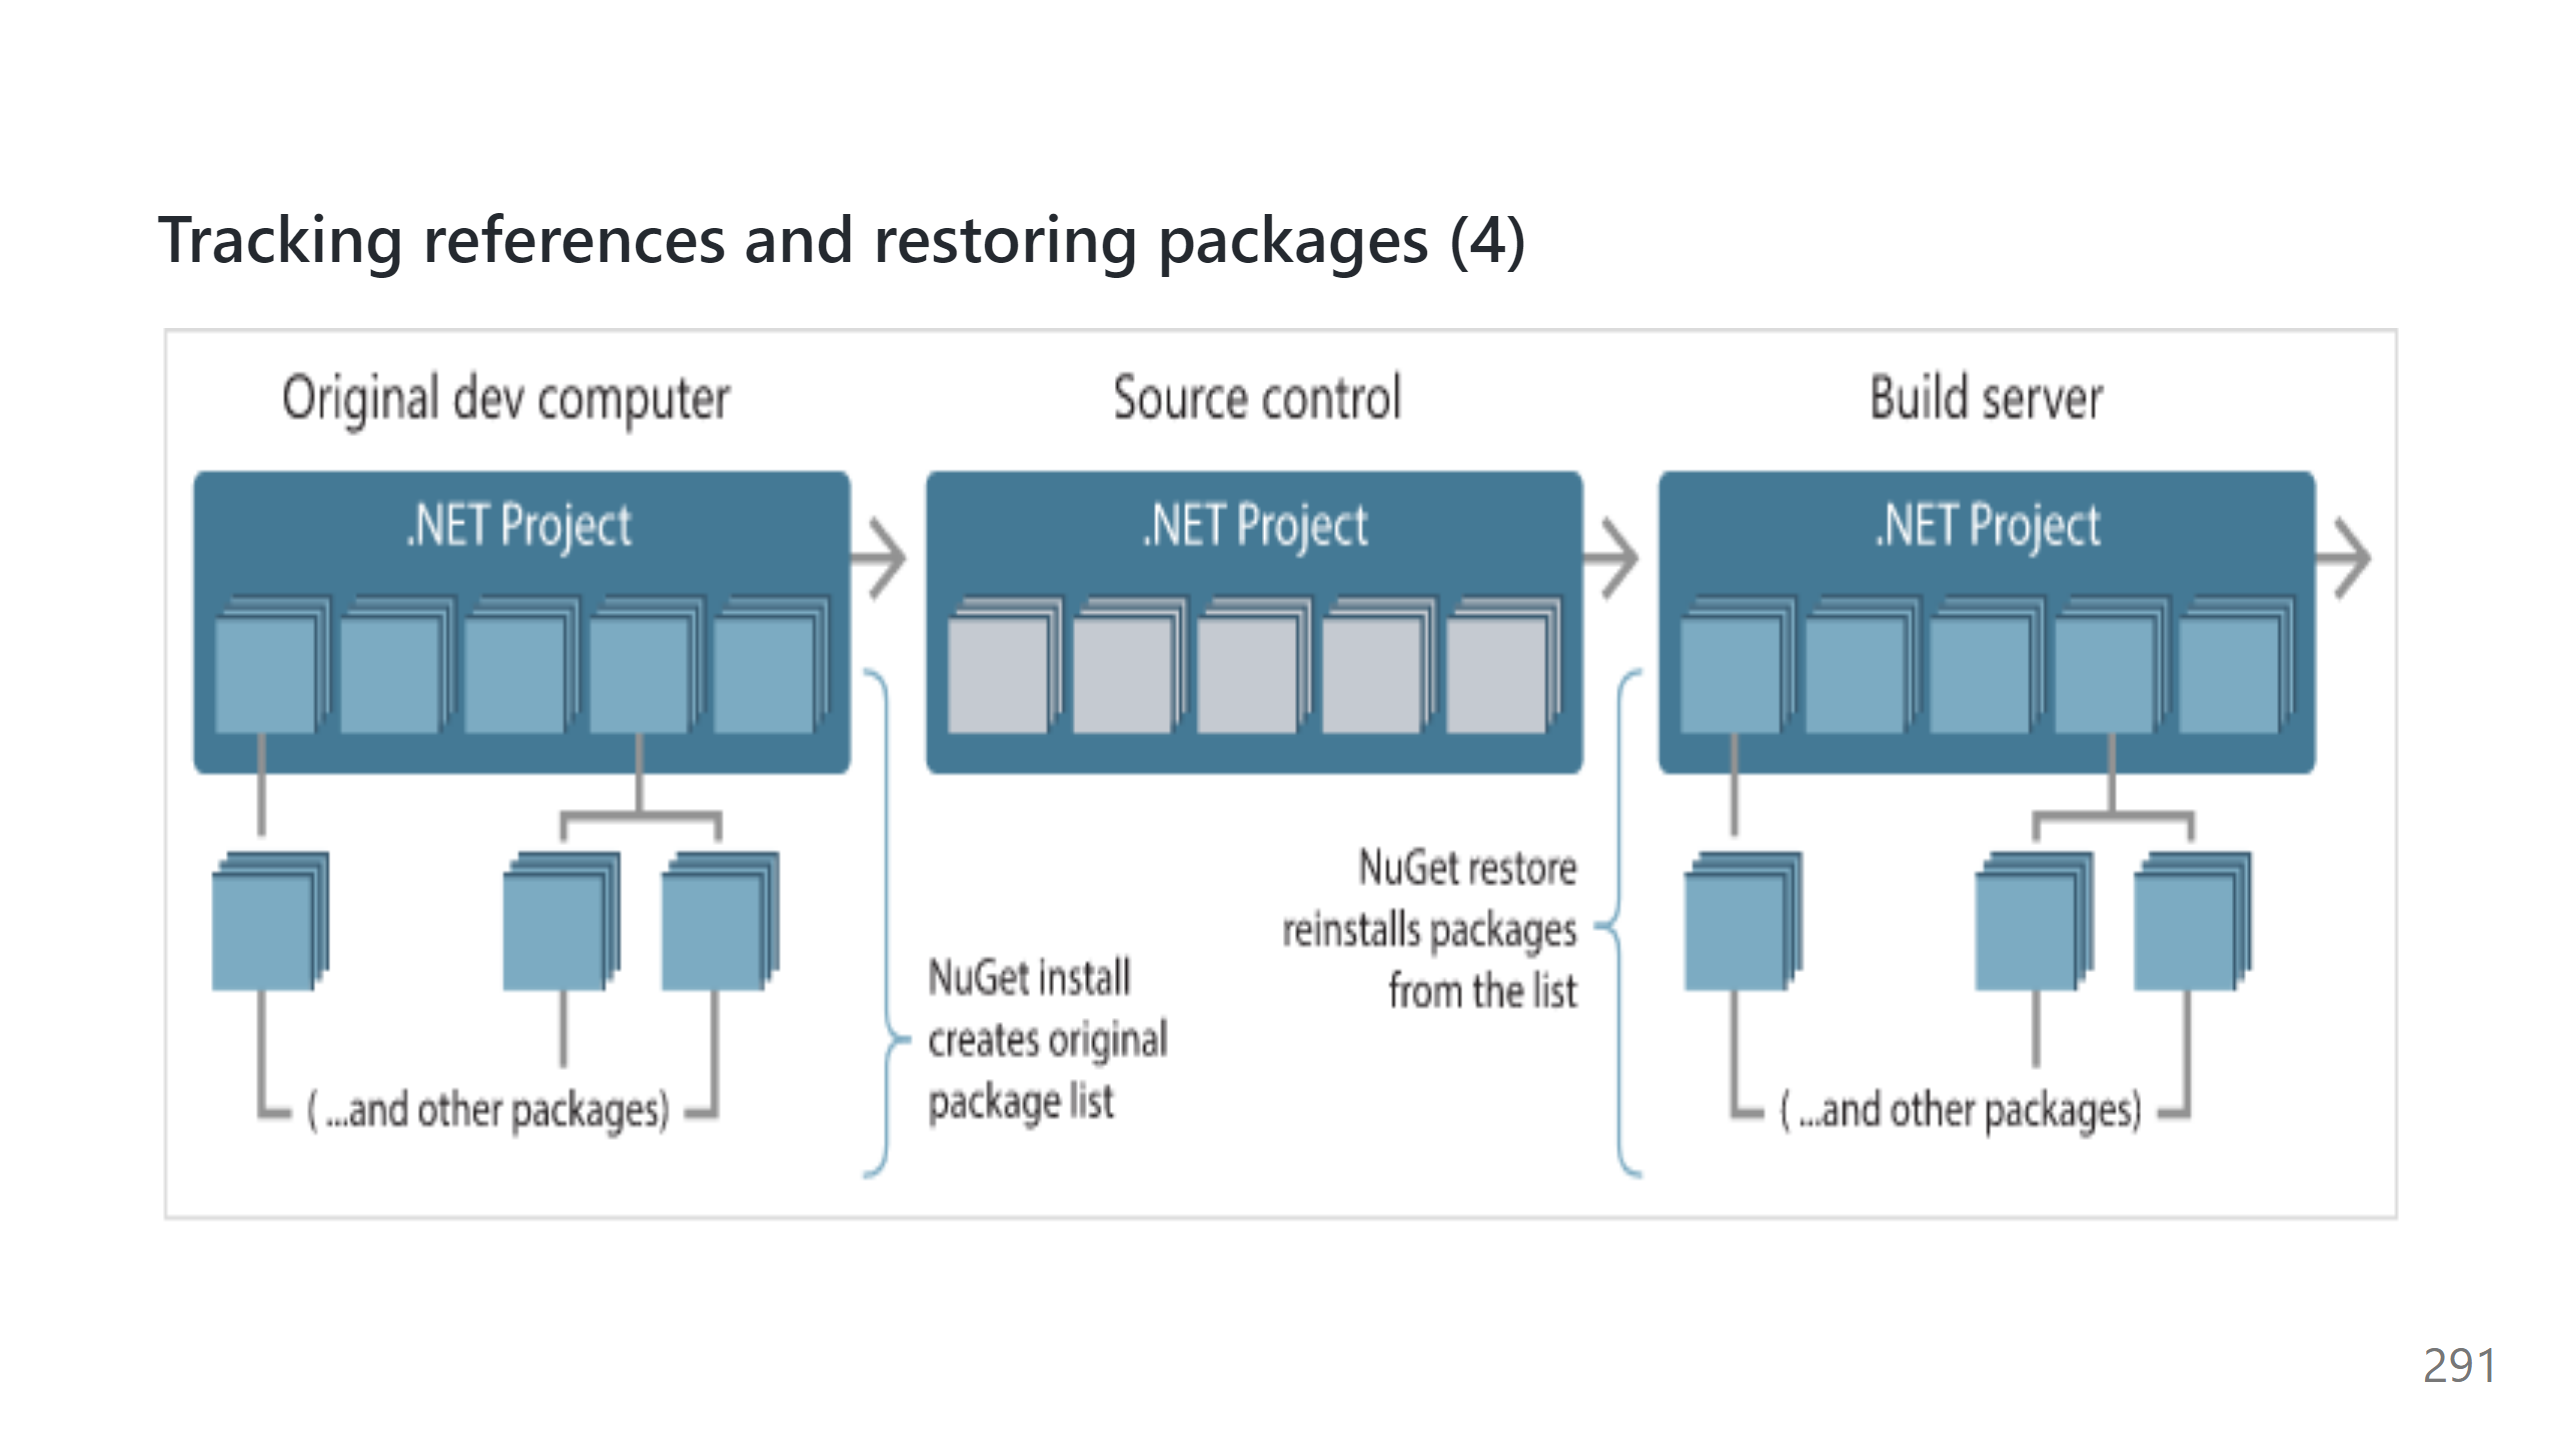 Tracking references and restoring packages (4)
Original dev computer
Source control
Build server
.NET Project
.NET Project
.NET Project
( ...and other packages)
NuGet install
creates original
package list
NuGet restore
reinstalls packages
from the list
( ...and other packages)
291